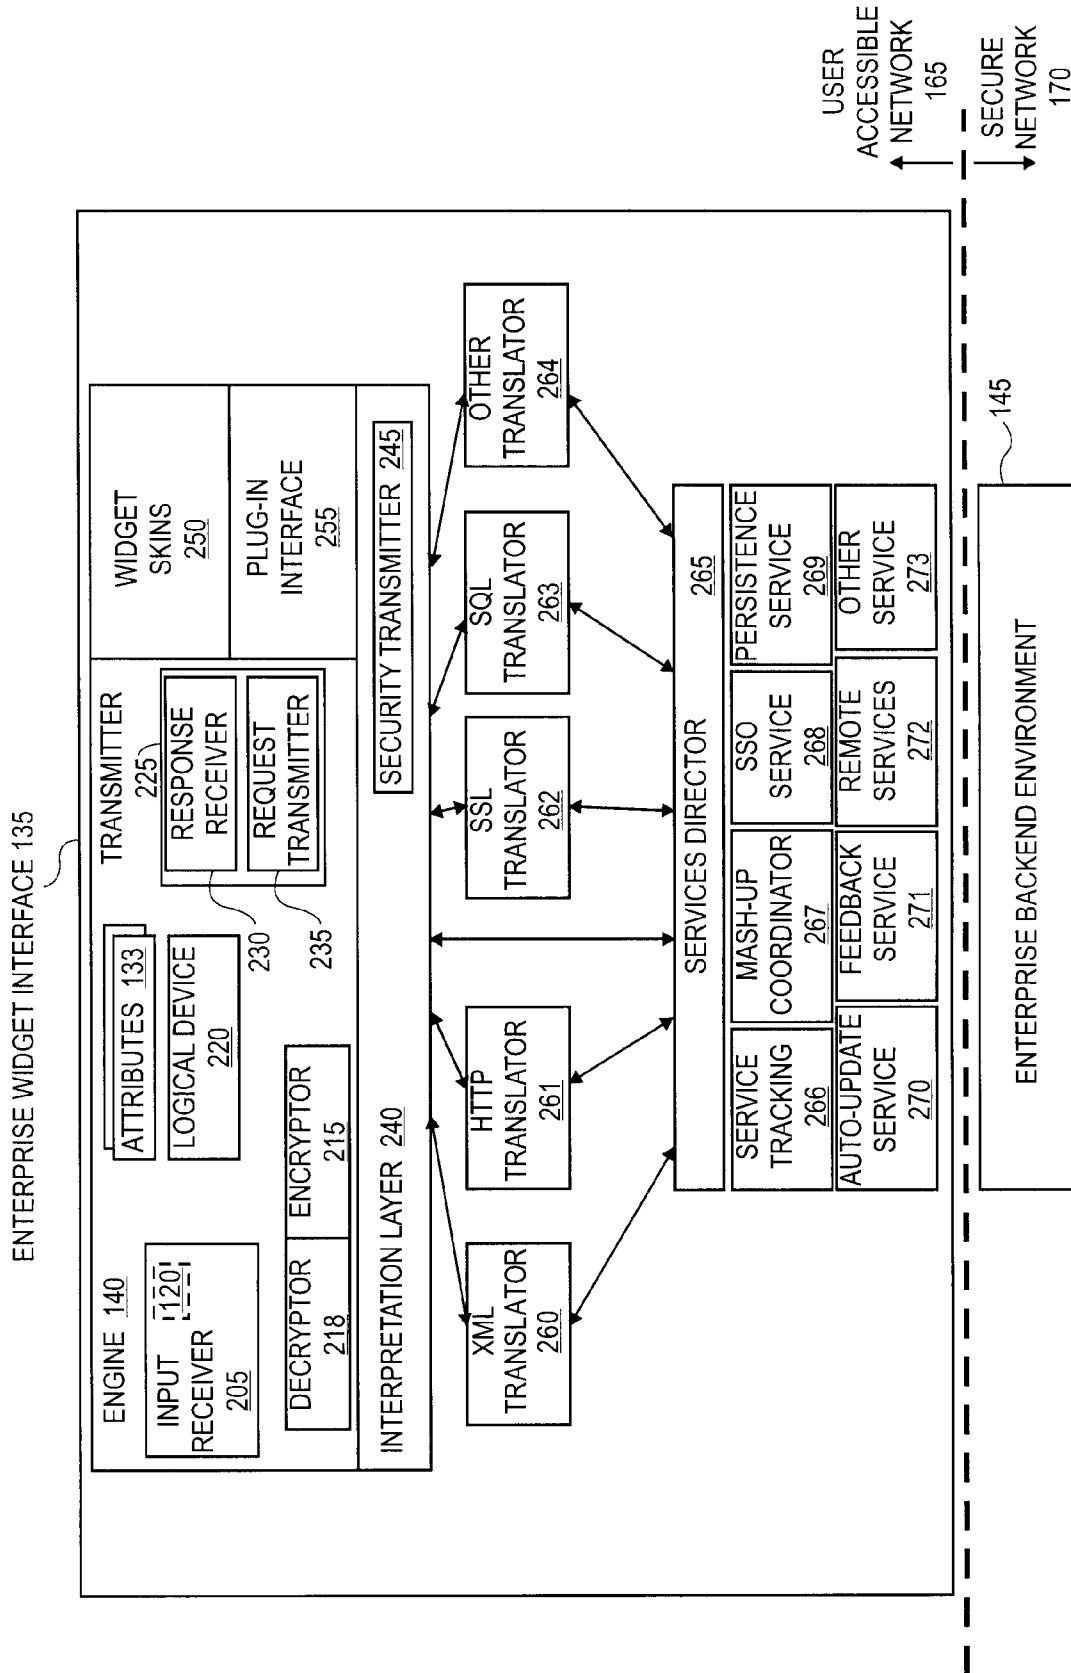 ENTERPRISE WIDGET INTERFACE 135
ENGINE 140
INPUT
RECEIVER
205
120
ATTRIBUTES 133
LOGICAL DEVICE
220
DECRYPTOR
218
ENCRYPTOR
215
TRANSMITTER
225
RESPONSE
RECEIVER
REQUEST
TRANSMITTER
230
235
WIDGET
SKINS
250
PLUG-IN
INTERFACE
255
INTERPRETATION LAYER 240
SECURITY TRANSMITTER 245
XML
TRANSLATOR
260
HTTP
TRANSLATOR
261
SSL
TRANSLATOR
262
SQL
TRANSLATOR
263
OTHER
TRANSLATOR
264
SERVICES DIRECTOR
265
SERVICE
TRACKING
266
MASH-UP
COORDINATOR
267
SSO
SERVICE
268
PERSISTENCE
SERVICE
269
AUTO-UPDATE
SERVICE
270
FEEDBACK
SERVICE
271
REMOTE
SERVICES
272
OTHER
SERVICE
273
USER
ACCESSIBLE
NETWORK
165
SECURE
NETWORK
170
145
ENTERPRISE BACKEND ENVIRONMENT